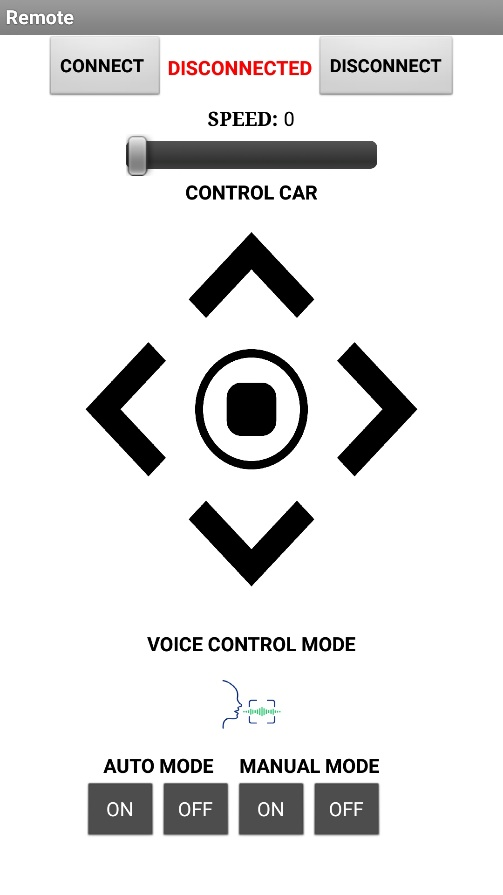 Remote
CONNECT DISCONNECTED DISCONNECT
SPEED: 0
CONTROL CAR
VOICE CONTROL MODE
AUTO MODE MANUAL MODE
ON OFF ON OFF